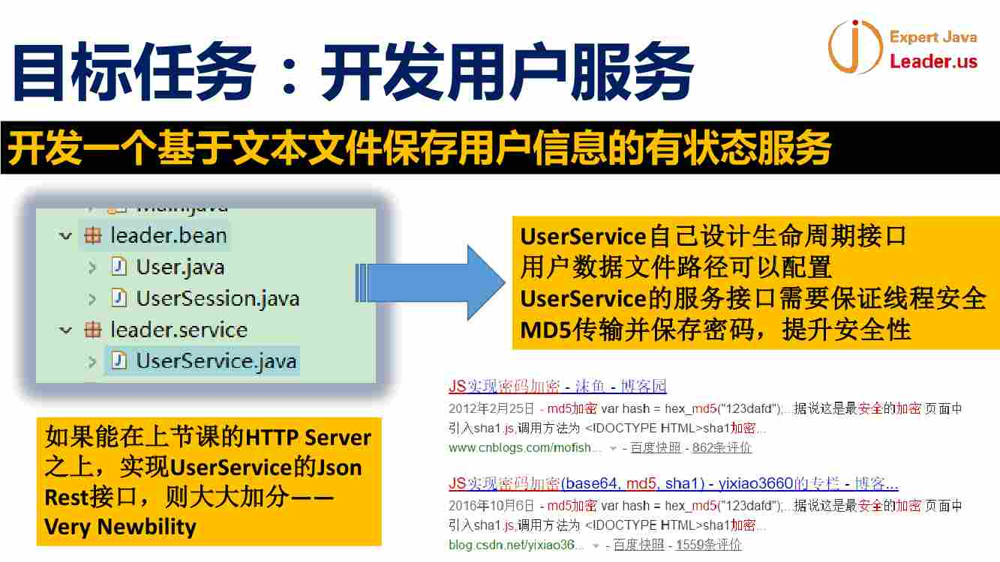 目标任务：开发用户服务
Expert Java
Leader.us
开发一个基于文本文件保存用户信息的有状态服务
Main.java
leader.bean
User.java
UserSession.java
leader.service
UserService.java
UserService自己设计生命周期接口
用户数据文件路径可以配置
UserService的服务接口需要保证线程安全
MD5传输并保存密码，提升安全性
如果能在上节课的HTTP Server
之上，实现UserService的Json
Rest接口，则大大加分——
Very Newbility
JS实现密码加密 - 沫鱼 - 博客园
2012年2月25日 - md5加密 var hash = hex_md5("123dafd");...据说这是最安全的加密 页面中
引入sha1.js,调用方法为 <!DOCTYPE HTML>sha1加密...
www.cnblogs.com/mofish... - 百度快照 - 862条评价
JS实现密码加密(base64, md5, sha1) - yixiao3660的专栏 - 博客...
2016年10月6日 - md5加密 var hash = hex_md5("123dafd");...据说这是最安全的加密 页面中
引入sha1.js,调用方法为 <!DOCTYPE HTML>sha1加密...
blog.csdn.net/yixiao36... - 百度快照 - 1559条评价